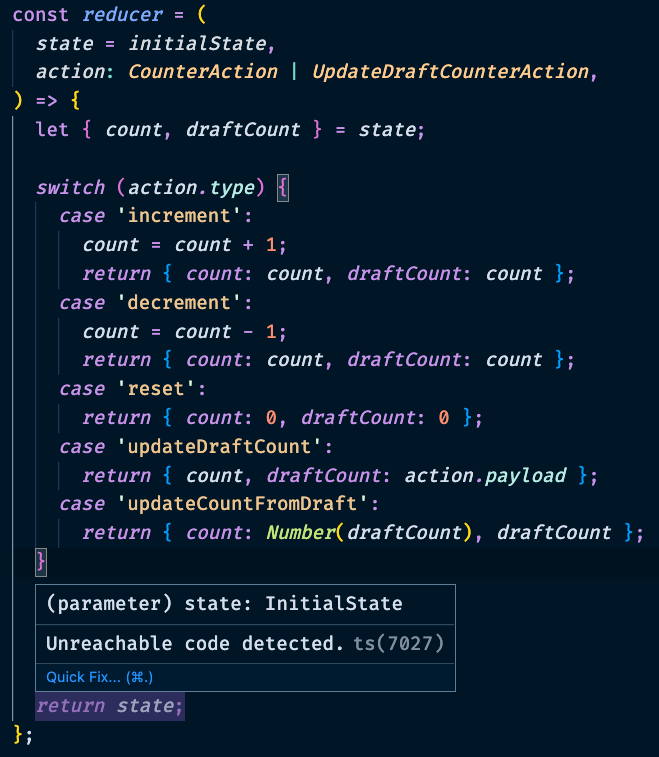 const reducer = (
  state = initialState,
  action: CounterAction | UpdateDraftCounterAction,
) => {
  let { count, draftCount } = state;
  switch (action.type) {
    case 'increment':
      count = count + 1;
      return { count: count, draftCount: count };
    case 'decrement':
      count = count - 1;
      return { count: count, draftCount: count };
    case 'reset':
      return { count: 0, draftCount: 0 };
    case 'updateDraftCount':
      return { count, draftCount: action.payload };
    case 'updateCountFromDraft':
      return { count: Number(draftCount), draftCount };
  }
(parameter) state: InitialState
Unreachable code detected. ts(7027)
Quick Fix... (⌘.)
  return state;
};